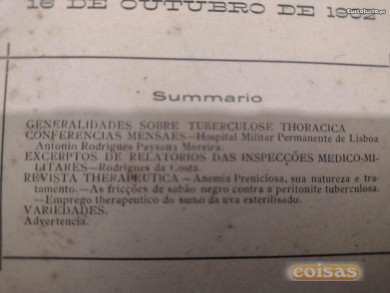 16 DE OUTUBRO DE 1902
Summario
GENERALIDADES SOBRE TUBERCULOSE THORACICA
CONFERENCIAS MENSAES—Hospital Militar Permanente de Lisboa
Antonio Rodrigues Paysana Moreira.
EXCERPTOS DE RELATORIOS DAS INSPECÇÕES MEDICO-MI-
LITARES—Rodrigues da Costa.
REVISTA THERAPEUTICA—Anemia Preniciosa, sua natureza e tra-
tamento.—As fricções de sabão negro contra a peritonite tuberculosa.
—Emprego therapeutico do sumo da uva esterilisado.
VARIEDADES.
Advertencia.
coisas